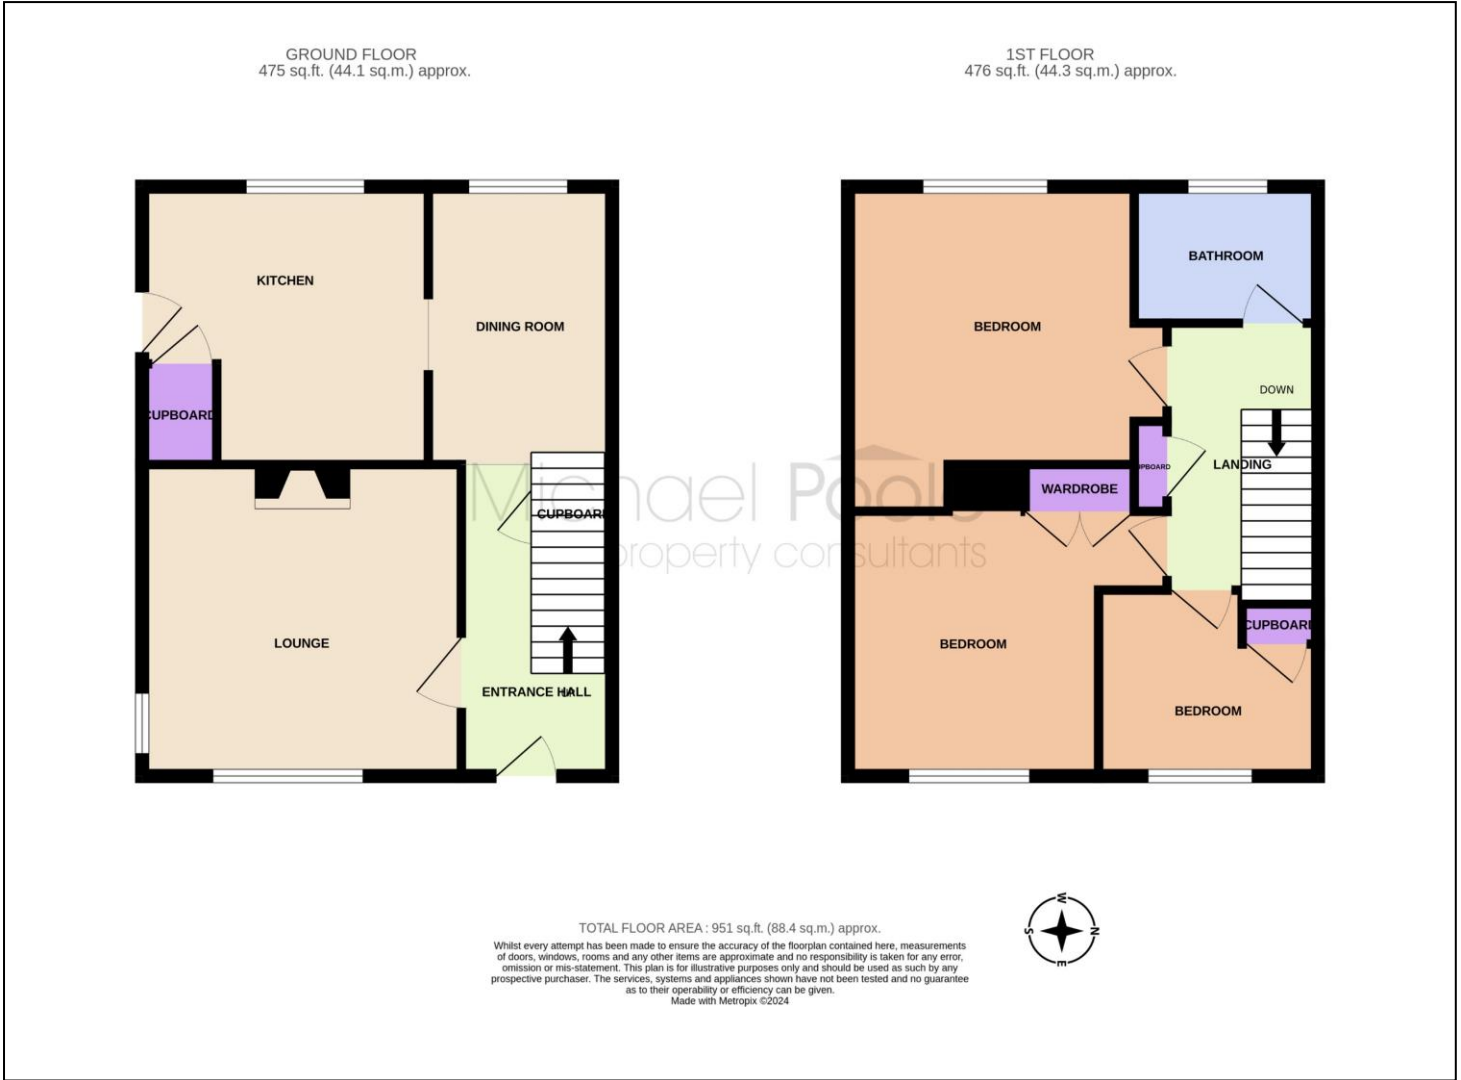 GROUND FLOOR
475 sq.ft. (44.1 sq.m.) approx.
1ST FLOOR
476 sq.ft. (44.3 sq.m.) approx.
KITCHEN
DINING ROOM
CUPBOARD
CUPBOARD
LOUNGE
ENTRANCE HALL
BATHROOM
BEDROOM
DOWN
LANDING
WARDROBE
CUPBOARD
BEDROOM
BEDROOM
Michael Poole
property consultants
W
S
N
E
TOTAL FLOOR AREA : 951 sq.ft. (88.4 sq.m.) approx.
Whilst every attempt has been made to ensure the accuracy of the floorplan contained here, measurements
of doors, windows, rooms and any other items are approximate and no responsibility is taken for any error,
omission or mis-statement. This plan is for illustrative purposes only and should be used as such by any
prospective purchaser. The services, systems and appliances shown have not been tested and no guarantee
as to their operability or efficiency can be given.
Made with Metropix ©2024